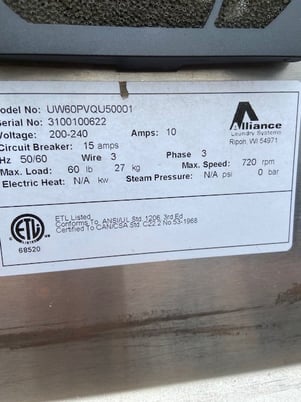 odel No: UW60PVQU50001
Serial No: 3100100622
Voltage: 200-240 Amps: 10
Circuit Breaker: 15 amps
Hz 50/60 Wire 3 Phase 3
Max. Load: 60 lb 27 kg Max. Speed: 720 rpm
Electric Heat: N/A kw Steam Pressure: N/A psi 0 bar
Alliance
Laundry Systems
Ripon, WI 54971
ETL
68520
ETL Listed
Conforms To ANSI/UL Std. 1206, 3rd Ed
Certified To CAN/CSA Std. C22.2 No 53-1968